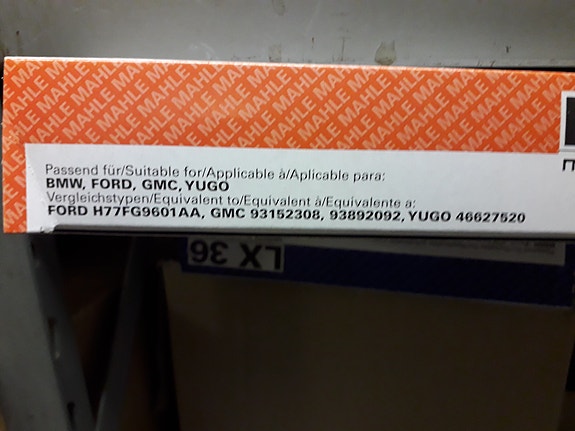 MAHLE MAHLE MAHLE MAHLE MAHLE
Passend für/Suitable for/Applicable à/Aplicable para:
BMW, FORD, GMC, YUGO
Vergleichstypen/Equivalent to/Equivalent à/Equivalente a:
FORD H77FG9601AA, GMC 93152308, 93892092, YUGO 46627520
LX 36